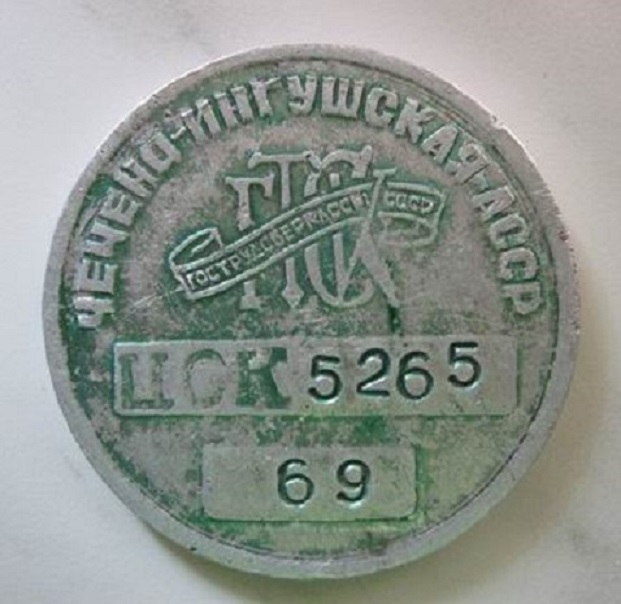 ЧЕЧЕНО-ИНГУШСКАЯ АССР
ГТСК
ГОСТРУДСБЕРКАССЫ СССР
ЦСК 5265
69